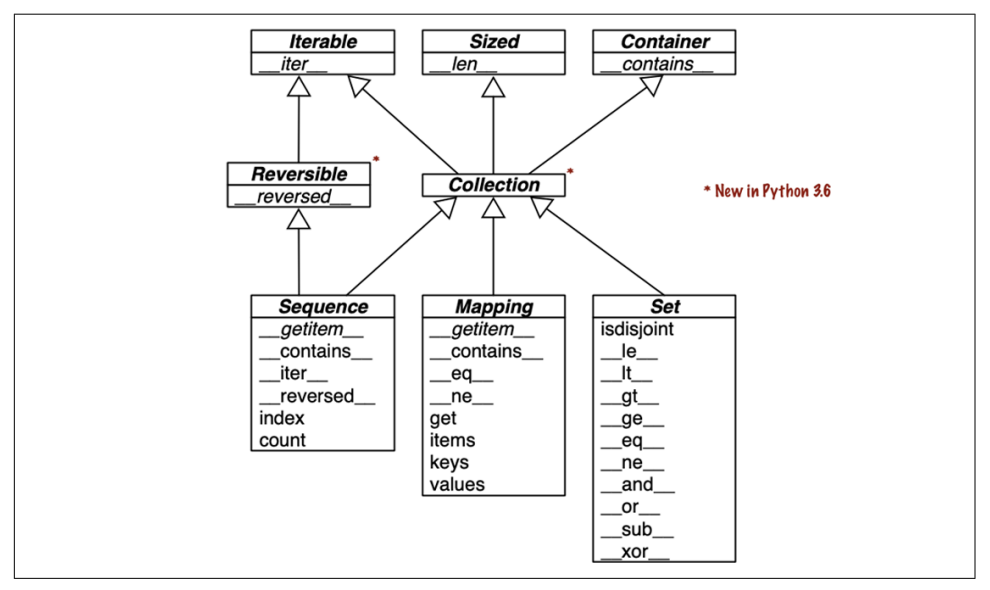 Iterable
__iter__
Sized
__len__
Container
__contains__
Reversible
*
__reversed__
Collection
*
* New in Python 3.6
Sequence
__getitem__
__contains__
__iter__
__reversed__
index
count
Mapping
__getitem__
__contains__
__eq__
__ne__
get
items
keys
values
Set
isdisjoint
__le__
__lt__
__gt__
__ge__
__eq__
__ne__
__and__
__or__
__sub__
__xor__